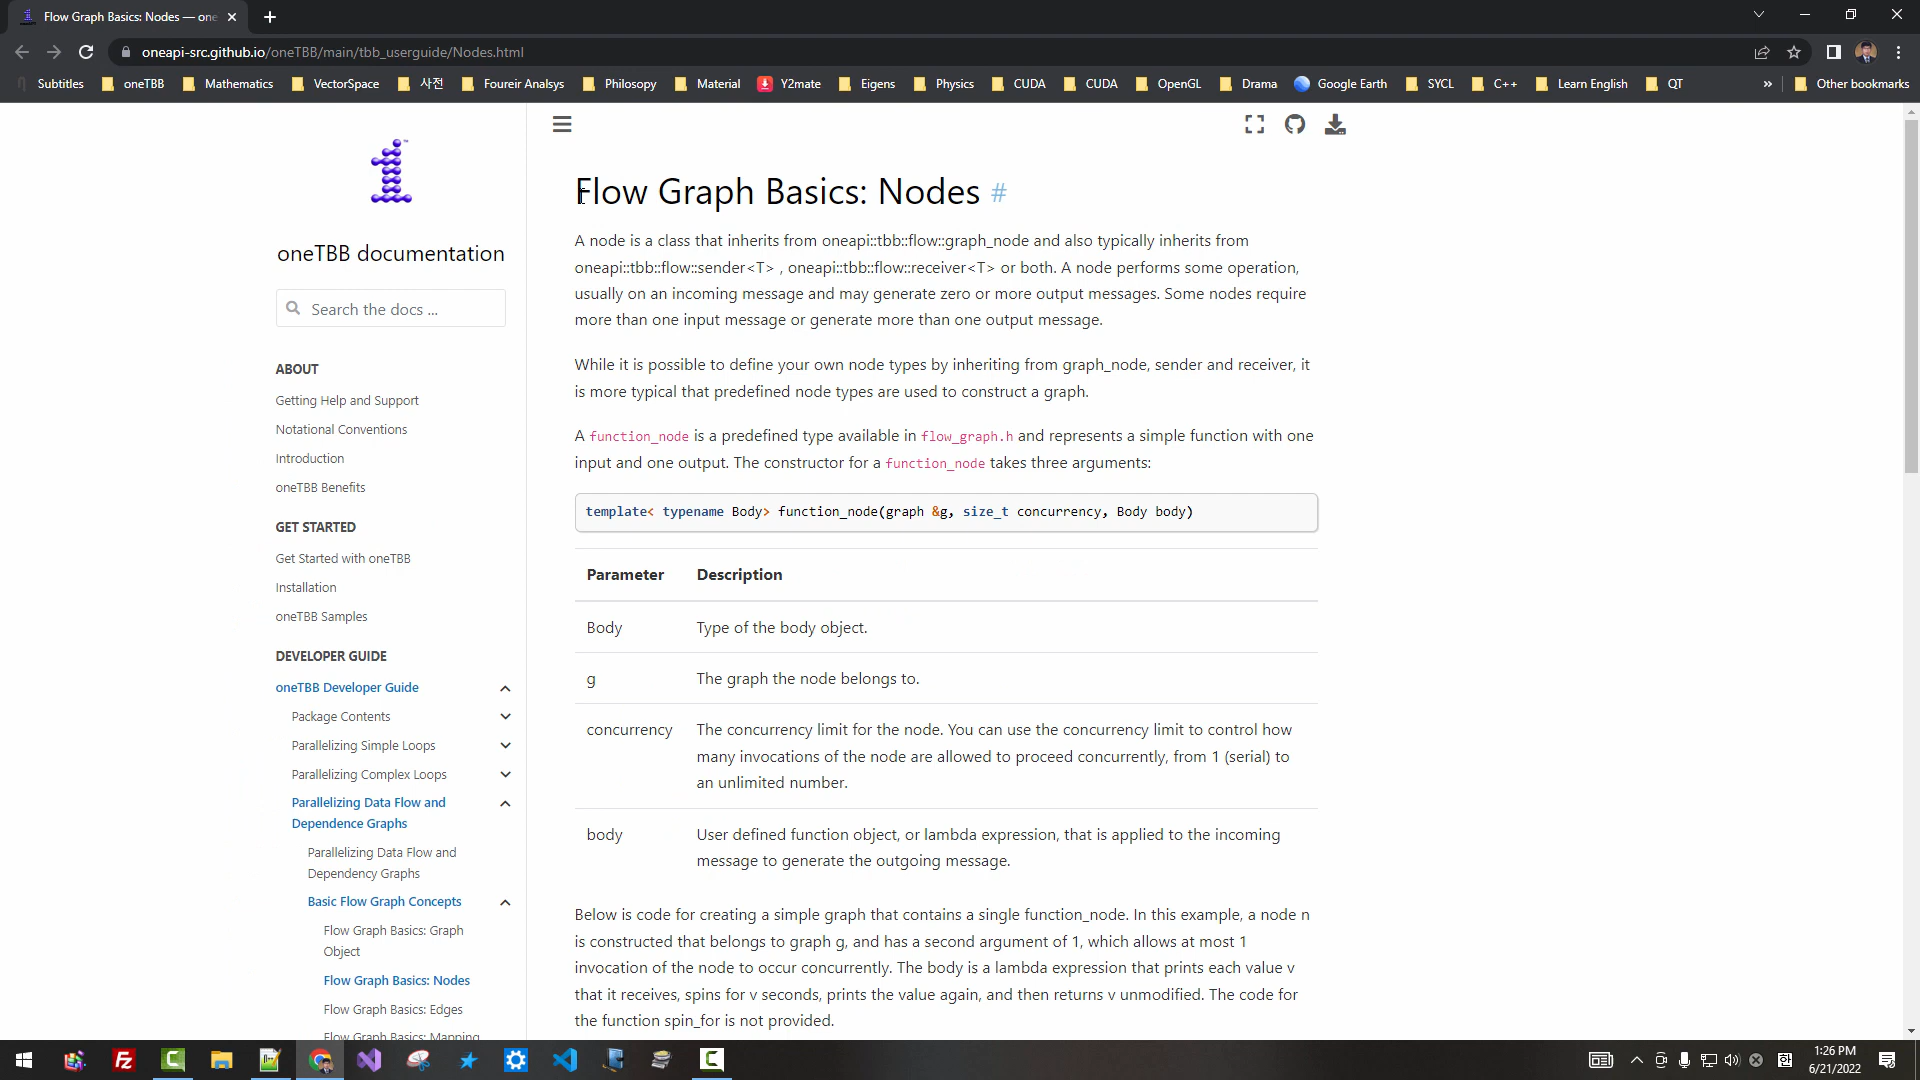 Flow Graph Basics: Nodes — one
oneapi-src.github.io/oneTBB/main/tbb_userguide/Nodes.html
Subtitles oneTBB Mathematics VectorSpace 사전 Foureir Analsys Philosopy Material Y2mate Eigens Physics CUDA CUDA OpenGL Drama Google Earth SYCL C++ Learn English QT » Other bookmarks
oneTBB documentation
Search the docs ...
ABOUT
Getting Help and Support
Notational Conventions
Introduction
oneTBB Benefits
GET STARTED
Get Started with oneTBB
Installation
oneTBB Samples
DEVELOPER GUIDE
oneTBB Developer Guide
Package Contents
Parallelizing Simple Loops
Parallelizing Complex Loops
Parallelizing Data Flow and
Dependence Graphs
Parallelizing Data Flow and
Dependency Graphs
Basic Flow Graph Concepts
Flow Graph Basics: Graph
Object
Flow Graph Basics: Nodes
Flow Graph Basics: Edges
Flow Graph Basics: Mapping
Flow Graph Basics: Nodes #
A node is a class that inherits from oneapi::tbb::flow::graph_node and also typically inherits from
oneapi::tbb::flow::sender<T> , oneapi::tbb::flow::receiver<T> or both. A node performs some operation,
usually on an incoming message and may generate zero or more output messages. Some nodes require
more than one input message or generate more than one output message.
While it is possible to define your own node types by inheriting from graph_node, sender and receiver, it
is more typical that predefined node types are used to construct a graph.
A function_node is a predefined type available in flow_graph.h and represents a simple function with one
input and one output. The constructor for a function_node takes three arguments:
template< typename Body> function_node(graph &g, size_t concurrency, Body body)
Parameter Description
Body Type of the body object.
g The graph the node belongs to.
concurrency The concurrency limit for the node. You can use the concurrency limit to control how
many invocations of the node are allowed to proceed concurrently, from 1 (serial) to
an unlimited number.
body User defined function object, or lambda expression, that is applied to the incoming
message to generate the outgoing message.
Below is code for creating a simple graph that contains a single function_node. In this example, a node n
is constructed that belongs to graph g, and has a second argument of 1, which allows at most 1
invocation of the node to occur concurrently. The body is a lambda expression that prints each value v
that it receives, spins for v seconds, prints the value again, and then returns v unmodified. The code for
the function spin_for is not provided.
1:26 PM
6/21/2022